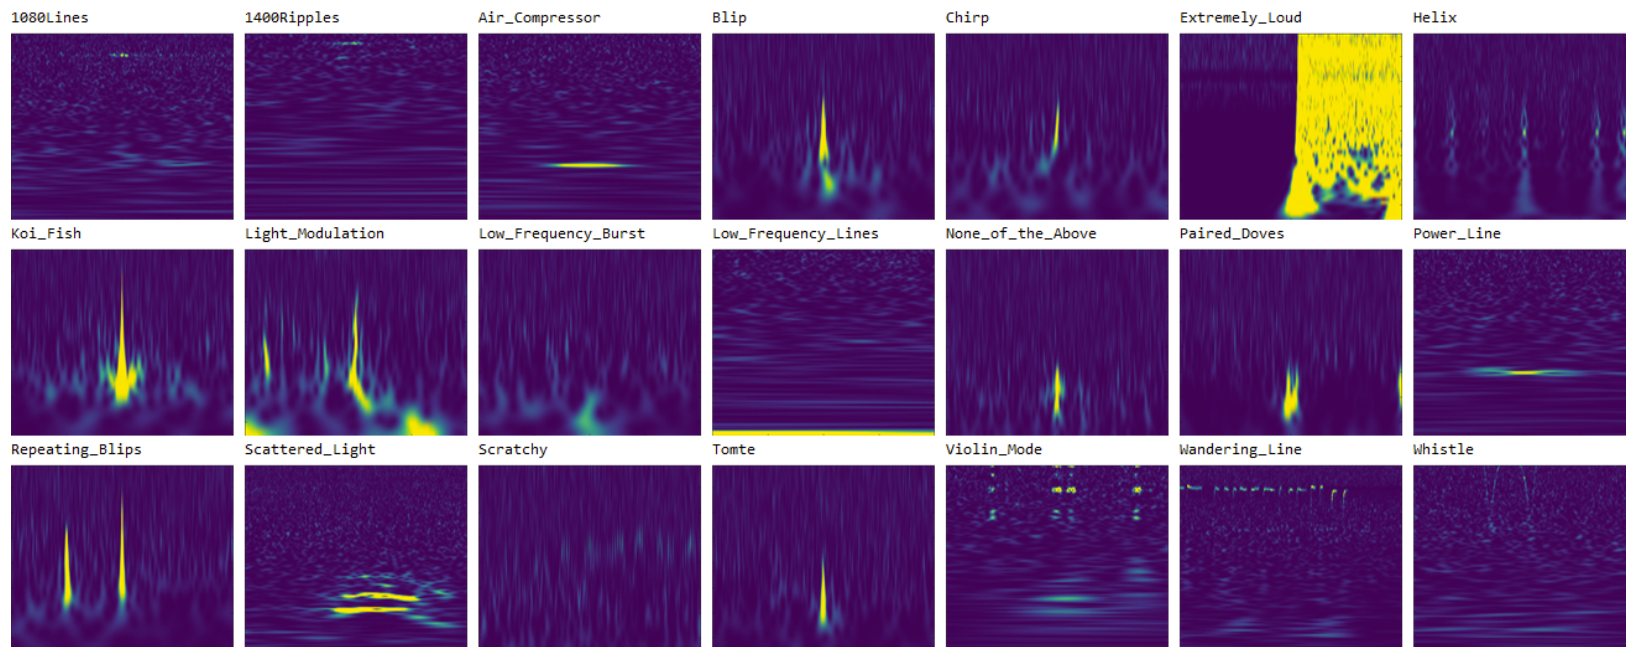 1080Lines 1400Ripples Air_Compressor Blip Chirp Extremely_Loud Helix
Koi_Fish Light_Modulation Low_Frequency_Burst Low_Frequency_Lines None_of_the_Above Paired_Doves Power_Line
Repeating_Blips Scattered_Light Scratchy Tomte Violin_Mode Wandering_Line Whistle